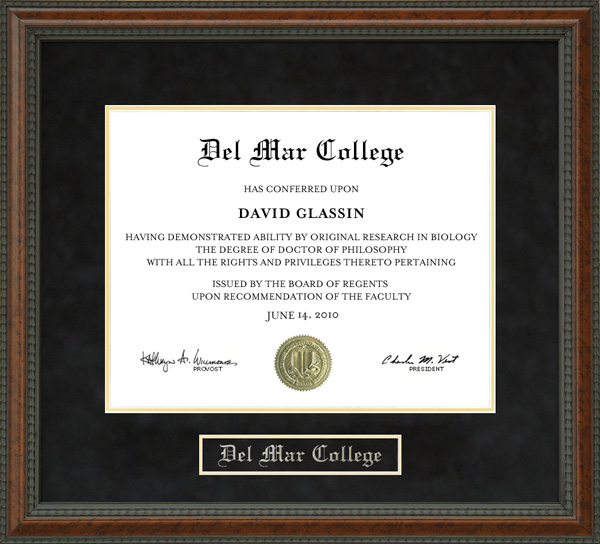 Del Mar College
HAS CONFERRED UPON
DAVID GLASSIN
HAVING DEMONSTRATED ABILITY BY ORIGINAL RESEARCH IN BIOLOGY
THE DEGREE OF DOCTOR OF PHILOSOPHY
WITH ALL THE RIGHTS AND PRIVILEGES THERETO PERTAINING
ISSUED BY THE BOARD OF REGENTS
UPON RECOMMENDATION OF THE FACULTY
JUNE 14, 2010
PROVOST
PRESIDENT
Del Mar College